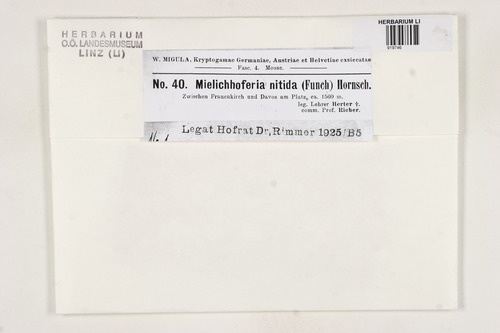 HERBARIUM
O.Ö. LANDESMUSEUM
LINZ (LI)
HERBARIUM LI
W. MIGULA, Kryptogamae Germaniae, Austriae et Helvetiae exsiccatae
Fasc. 4. Mosse.
No. 40. Mielichhoferia nitida (Funch) Hornsch.
Zwischen Frauenkirch und Davos am Platz, ca. 1560 m.
leg. Lehrer Herter †.
comm. Prof. Richer.
Legat Hofrat Dr. Rimmer 1925/B5